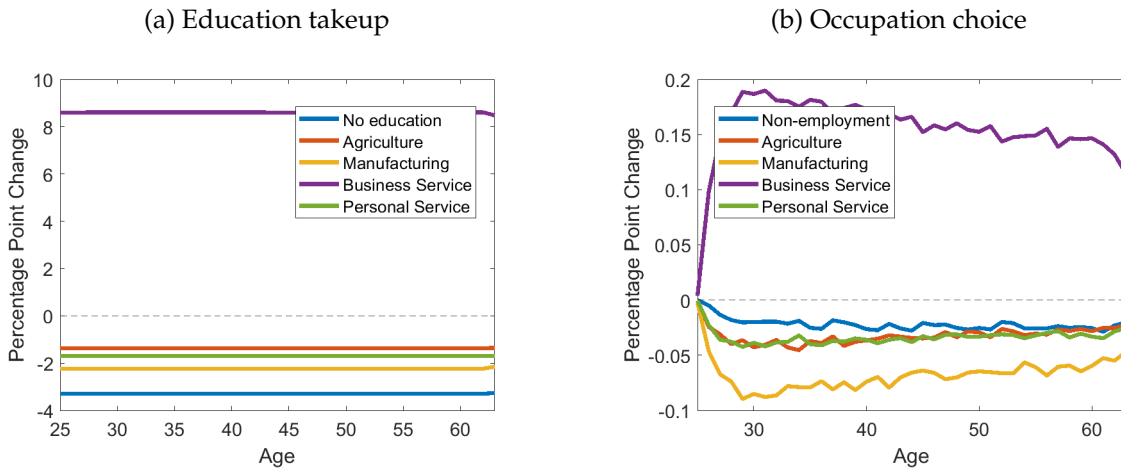 (a) Education takeup
Percentage Point Change
10
8
6
4
2
0
-2
-4
25
30
35
40
45
50
55
60
Age
No education
Agriculture
Manufacturing
Business Service
Personal Service
(b) Occupation choice
Percentage Point Change
0.2
0.15
0.1
0.05
0
-0.05
-0.1
30
40
50
60
Age
Non-employment
Agriculture
Manufacturing
Business Service
Personal Service